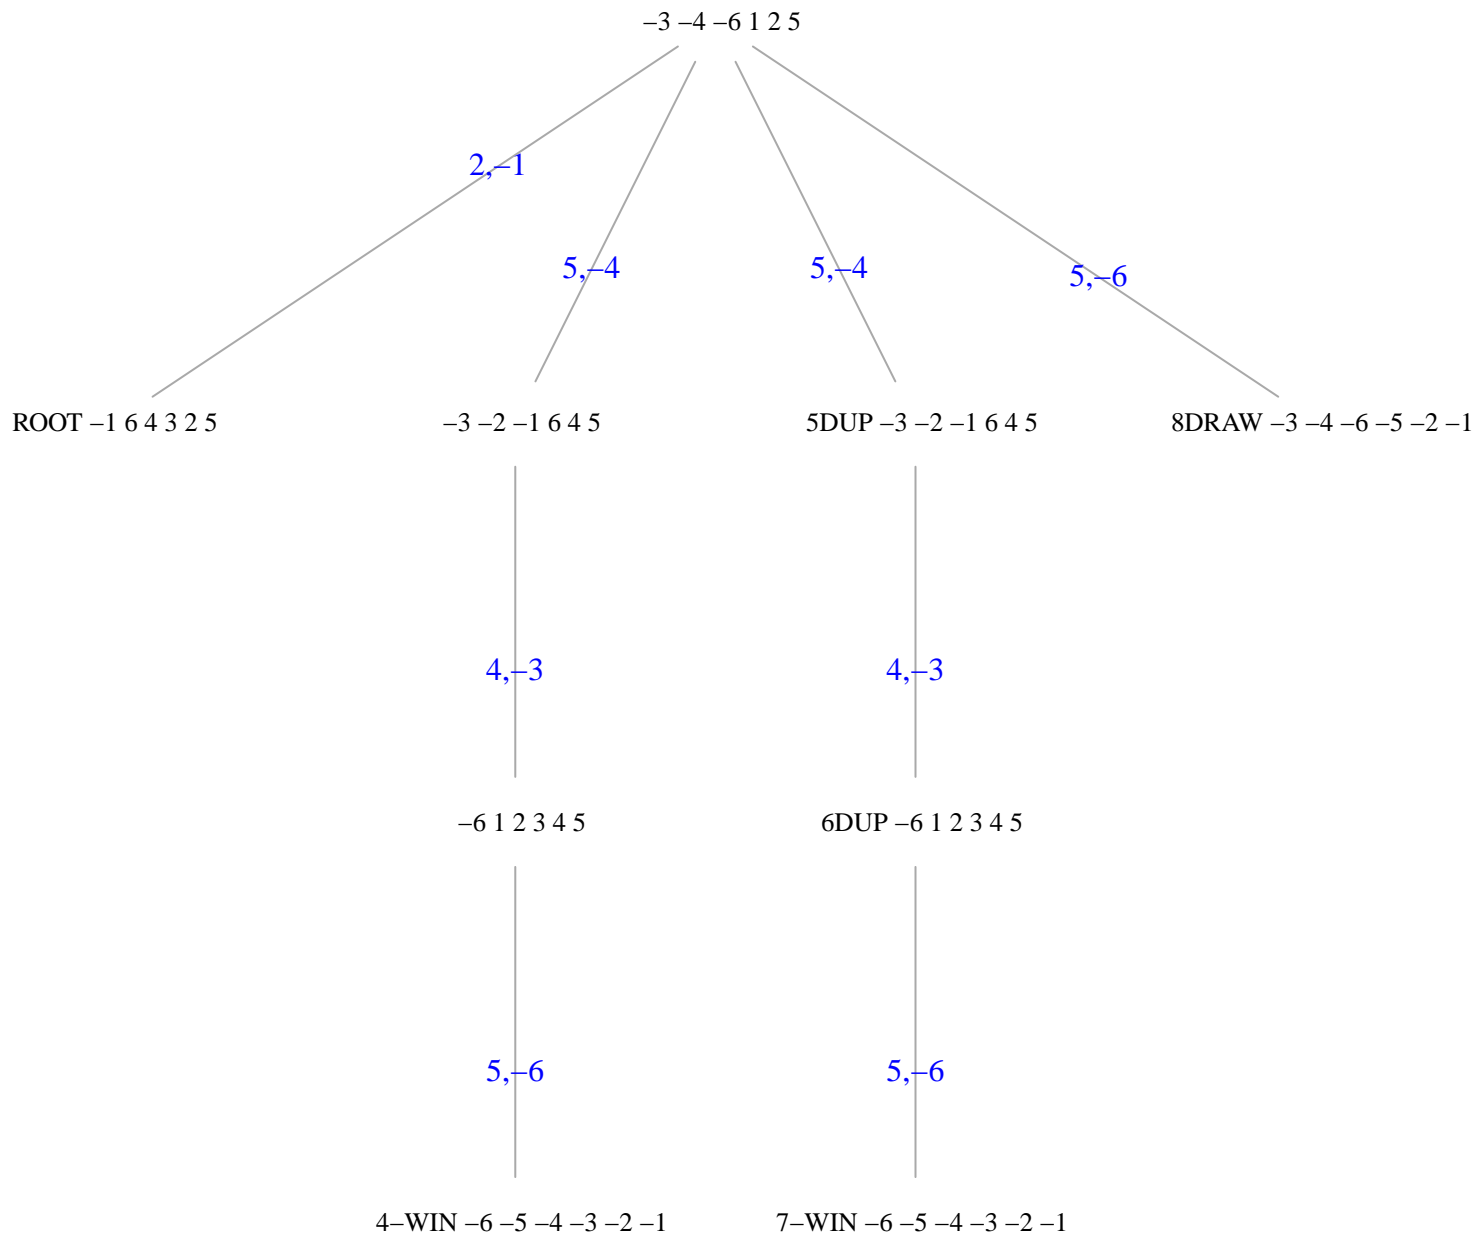 –3 –4 –6 1 2 5
2,–1
5,–4
5,–4
5,–6
ROOT –1 6 4 3 2 5
–3 –2 –1 6 4 5
5DUP –3 –2 –1 6 4 5
8DRAW –3 –4 –6 –5 –2 –1
4,–3
4,–3
–6 1 2 3 4 5
6DUP –6 1 2 3 4 5
5,–6
5,–6
4–WIN –6 –5 –4 –3 –2 –1
7–WIN –6 –5 –4 –3 –2 –1